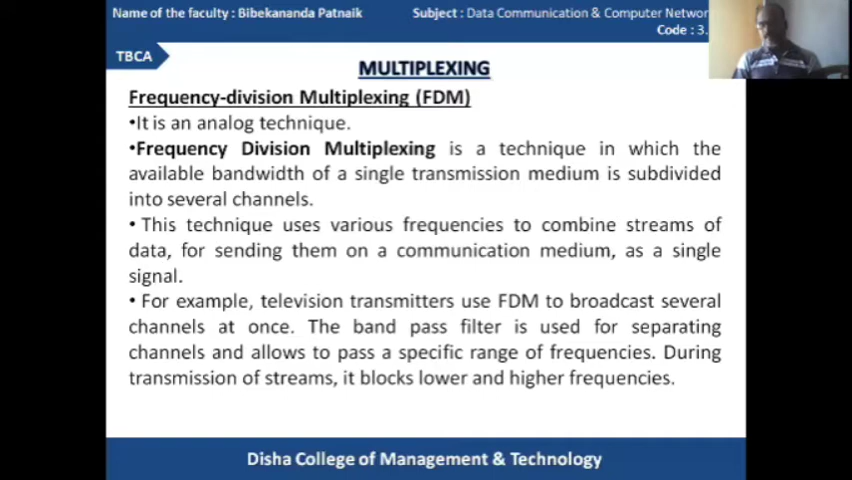 Name of the faculty : Bibekananda Patnaik
Subject : Data Communication & Computer Networ
Code : 3.
TBCA
MULTIPLEXING
Frequency-division Multiplexing (FDM)
•It is an analog technique.
•Frequency Division Multiplexing is a technique in which the
available bandwidth of a single transmission medium is subdivided
into several channels.
• This technique uses various frequencies to combine streams of
data, for sending them on a communication medium, as a single
signal.
• For example, television transmitters use FDM to broadcast several
channels at once. The band pass filter is used for separating
channels and allows to pass a specific range of frequencies. During
transmission of streams, it blocks lower and higher frequencies.
Disha College of Management & Technology